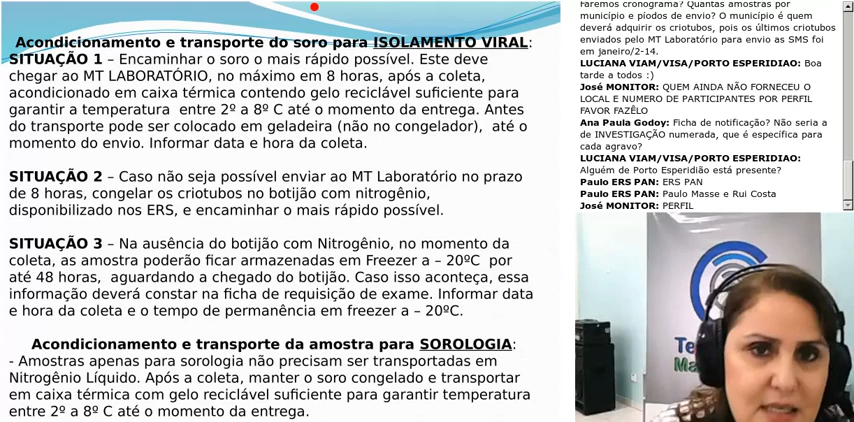 Acondicionamento e transporte do soro para ISOLAMENTO VIRAL:
SITUAÇÃO 1 – Encaminhar o soro o mais rápido possível. Este deve
chegar ao MT LABORATÓRIO, no máximo em 8 horas, após a coleta,
acondicionado em caixa térmica contendo gelo reciclável suficiente para
garantir a temperatura entre 2º a 8º C até o momento da entrega. Antes
do transporte pode ser colocado em geladeira (não no congelador), até o
momento do envio. Informar data e hora da coleta.
SITUAÇÃO 2 – Caso não seja possível enviar ao MT Laboratório no prazo
de 8 horas, congelar os criotubos no botijão com nitrogênio,
disponibilizado nos ERS, e encaminhar o mais rápido possível.
SITUAÇÃO 3 – Na ausência do botijão com Nitrogênio, no momento da
coleta, as amostra poderão ficar armazenadas em Freezer a – 20ºC por
até 48 horas, aguardando a chegado do botijão. Caso isso aconteça, essa
informação deverá constar na ficha de requisição de exame. Informar data
e hora da coleta e o tempo de permanência em freezer a – 20ºC.
Acondicionamento e transporte da amostra para SOROLOGIA:
- Amostras apenas para sorologia não precisam ser transportadas em
Nitrogênio Líquido. Após a coleta, manter o soro congelado e transportar
em caixa térmica com gelo reciclável suficiente para garantir temperatura
entre 2º a 8º C até o momento da entrega.
Faremos cronograma? Quantas amostras por
município e píodos de envio? O município é quem
deverá adquirir os criotubos, pois os últimos criotubos
enviados pelo MT Laboratório para envio as SMS foi
em janeiro/2-14.
LUCIANA VIAM/VISA/PORTO ESPERIDIAO: Boa
tarde a todos :)
José MONITOR: QUEM AINDA NÃO FORNECEU O
LOCAL E NUMERO DE PARTICIPANTES POR PERFIL
FAVOR FAZÊLO
Ana Paula Godoy: Ficha de notificação? Não seria a
de INVESTIGAÇÃO numerada, que é específica para
cada agravo?
LUCIANA VIAM/VISA/PORTO ESPERIDIAO:
Alguém de Porto Esperidião está presente?
Paulo ERS PAN: ERS PAN
Paulo ERS PAN: Paulo Masse e Rui Costa
José MONITOR: PERFIL